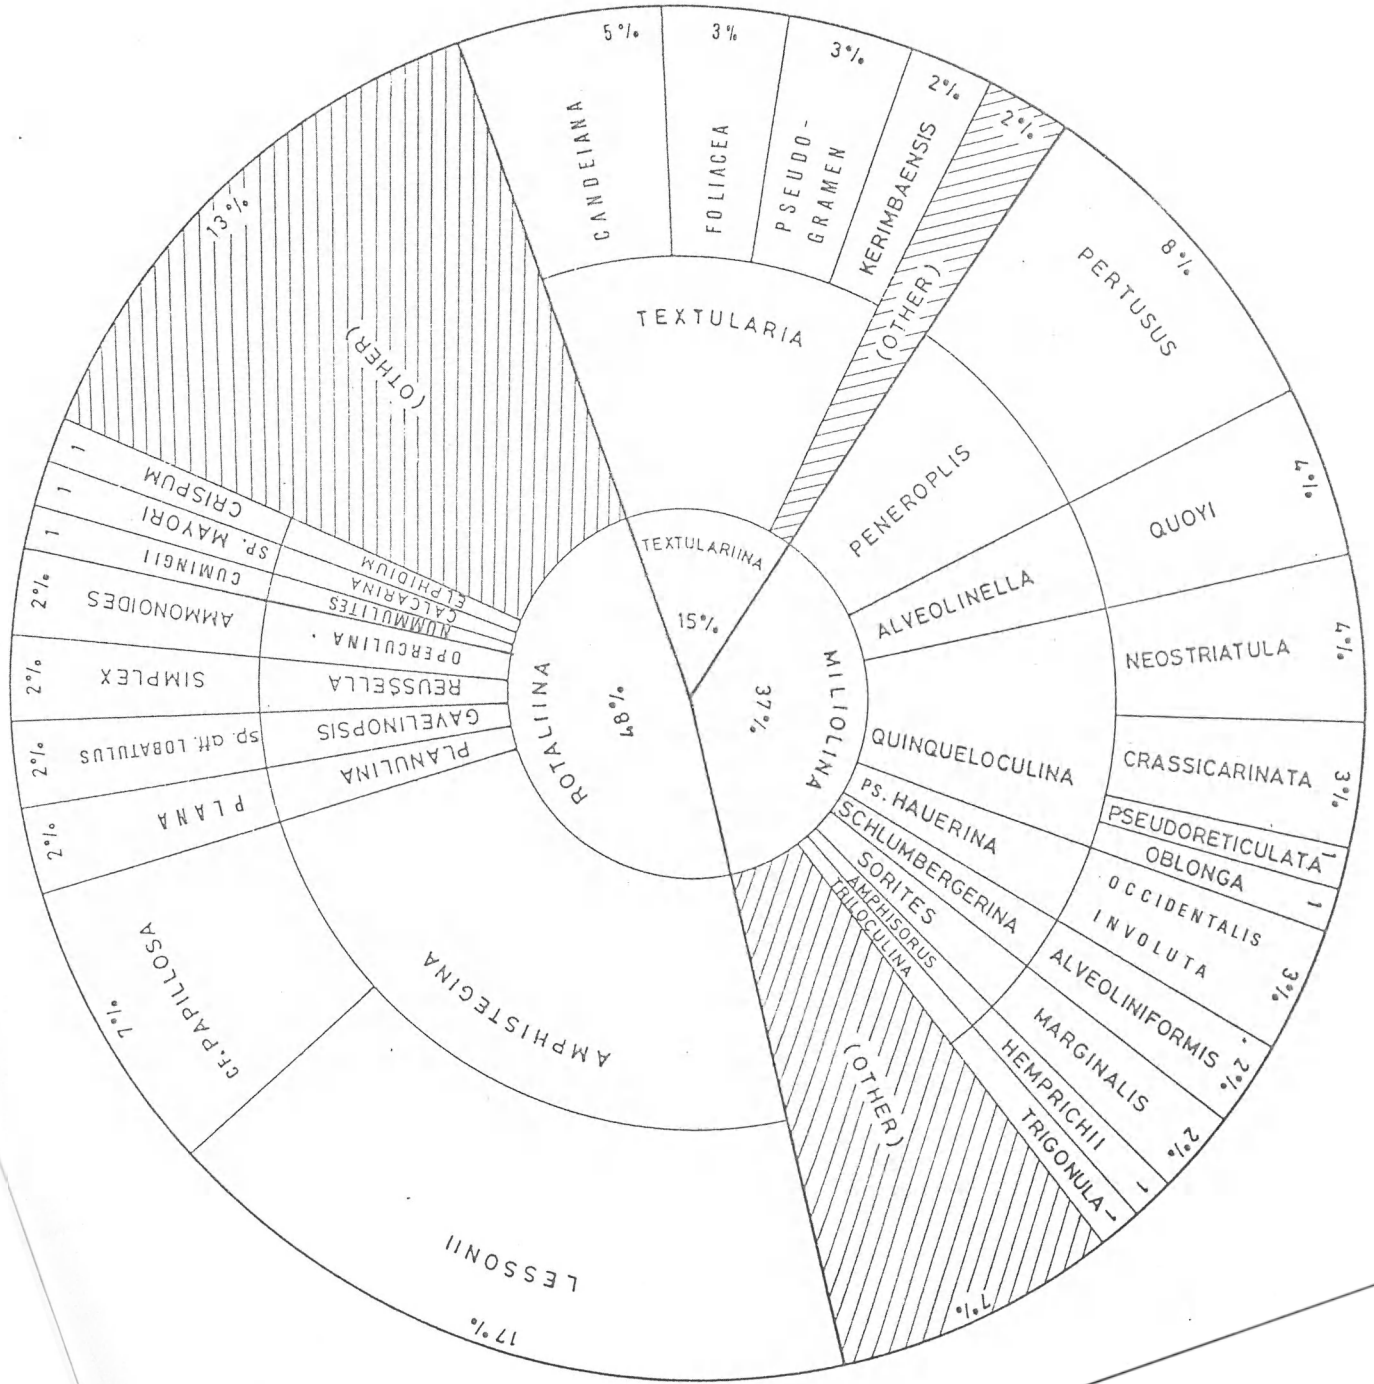 TEXTULARIINA
15%
TEXTULARIA
CANDEIANA
5%
FOLIACEA
3%
PSEUDO-
GRAMEN
3%
KERIMBAENSIS
2%
(OTHER)
2%
MILIOLINA
37%
PENEROPLIS
PERTUSUS
8%
ALVEOLINELLA
QUOYI
4%
QUINQUELOCULINA
NEOSTRIATULA
4%
CRASSICARINATA
3%
PSEUDORETICULATA
1
OBLONGA
1
PS. HAUERINA
OCCIDENTALIS
INVOLUTA
3%
SCHLUMBERGERINA
ALVEOLINIFORMIS
2%
SORITES
MARGINALIS
2%
AMPHISORUS
HEMPRICHII
1
TRILOCULINA
TRIGONULA
1
(OTHER)
7%
ROTALIINA
48%
AMPHISTEGINA
LESSONII
17%
CF. PAPILLOSA
7%
PLANULINA
PLANA
2%
GAVELINOPSIS
sp. aff. LOBATULUS
2%
REUSSELLA
SIMPLEX
2%
OPERCULINA
AMMONOIDES
2%
NUMMULITES
CUMINGII
1
CALCARINA
SP. MAYORI
1
ELPHIDIUM
CRISPUM
1
(OTHER)
13%